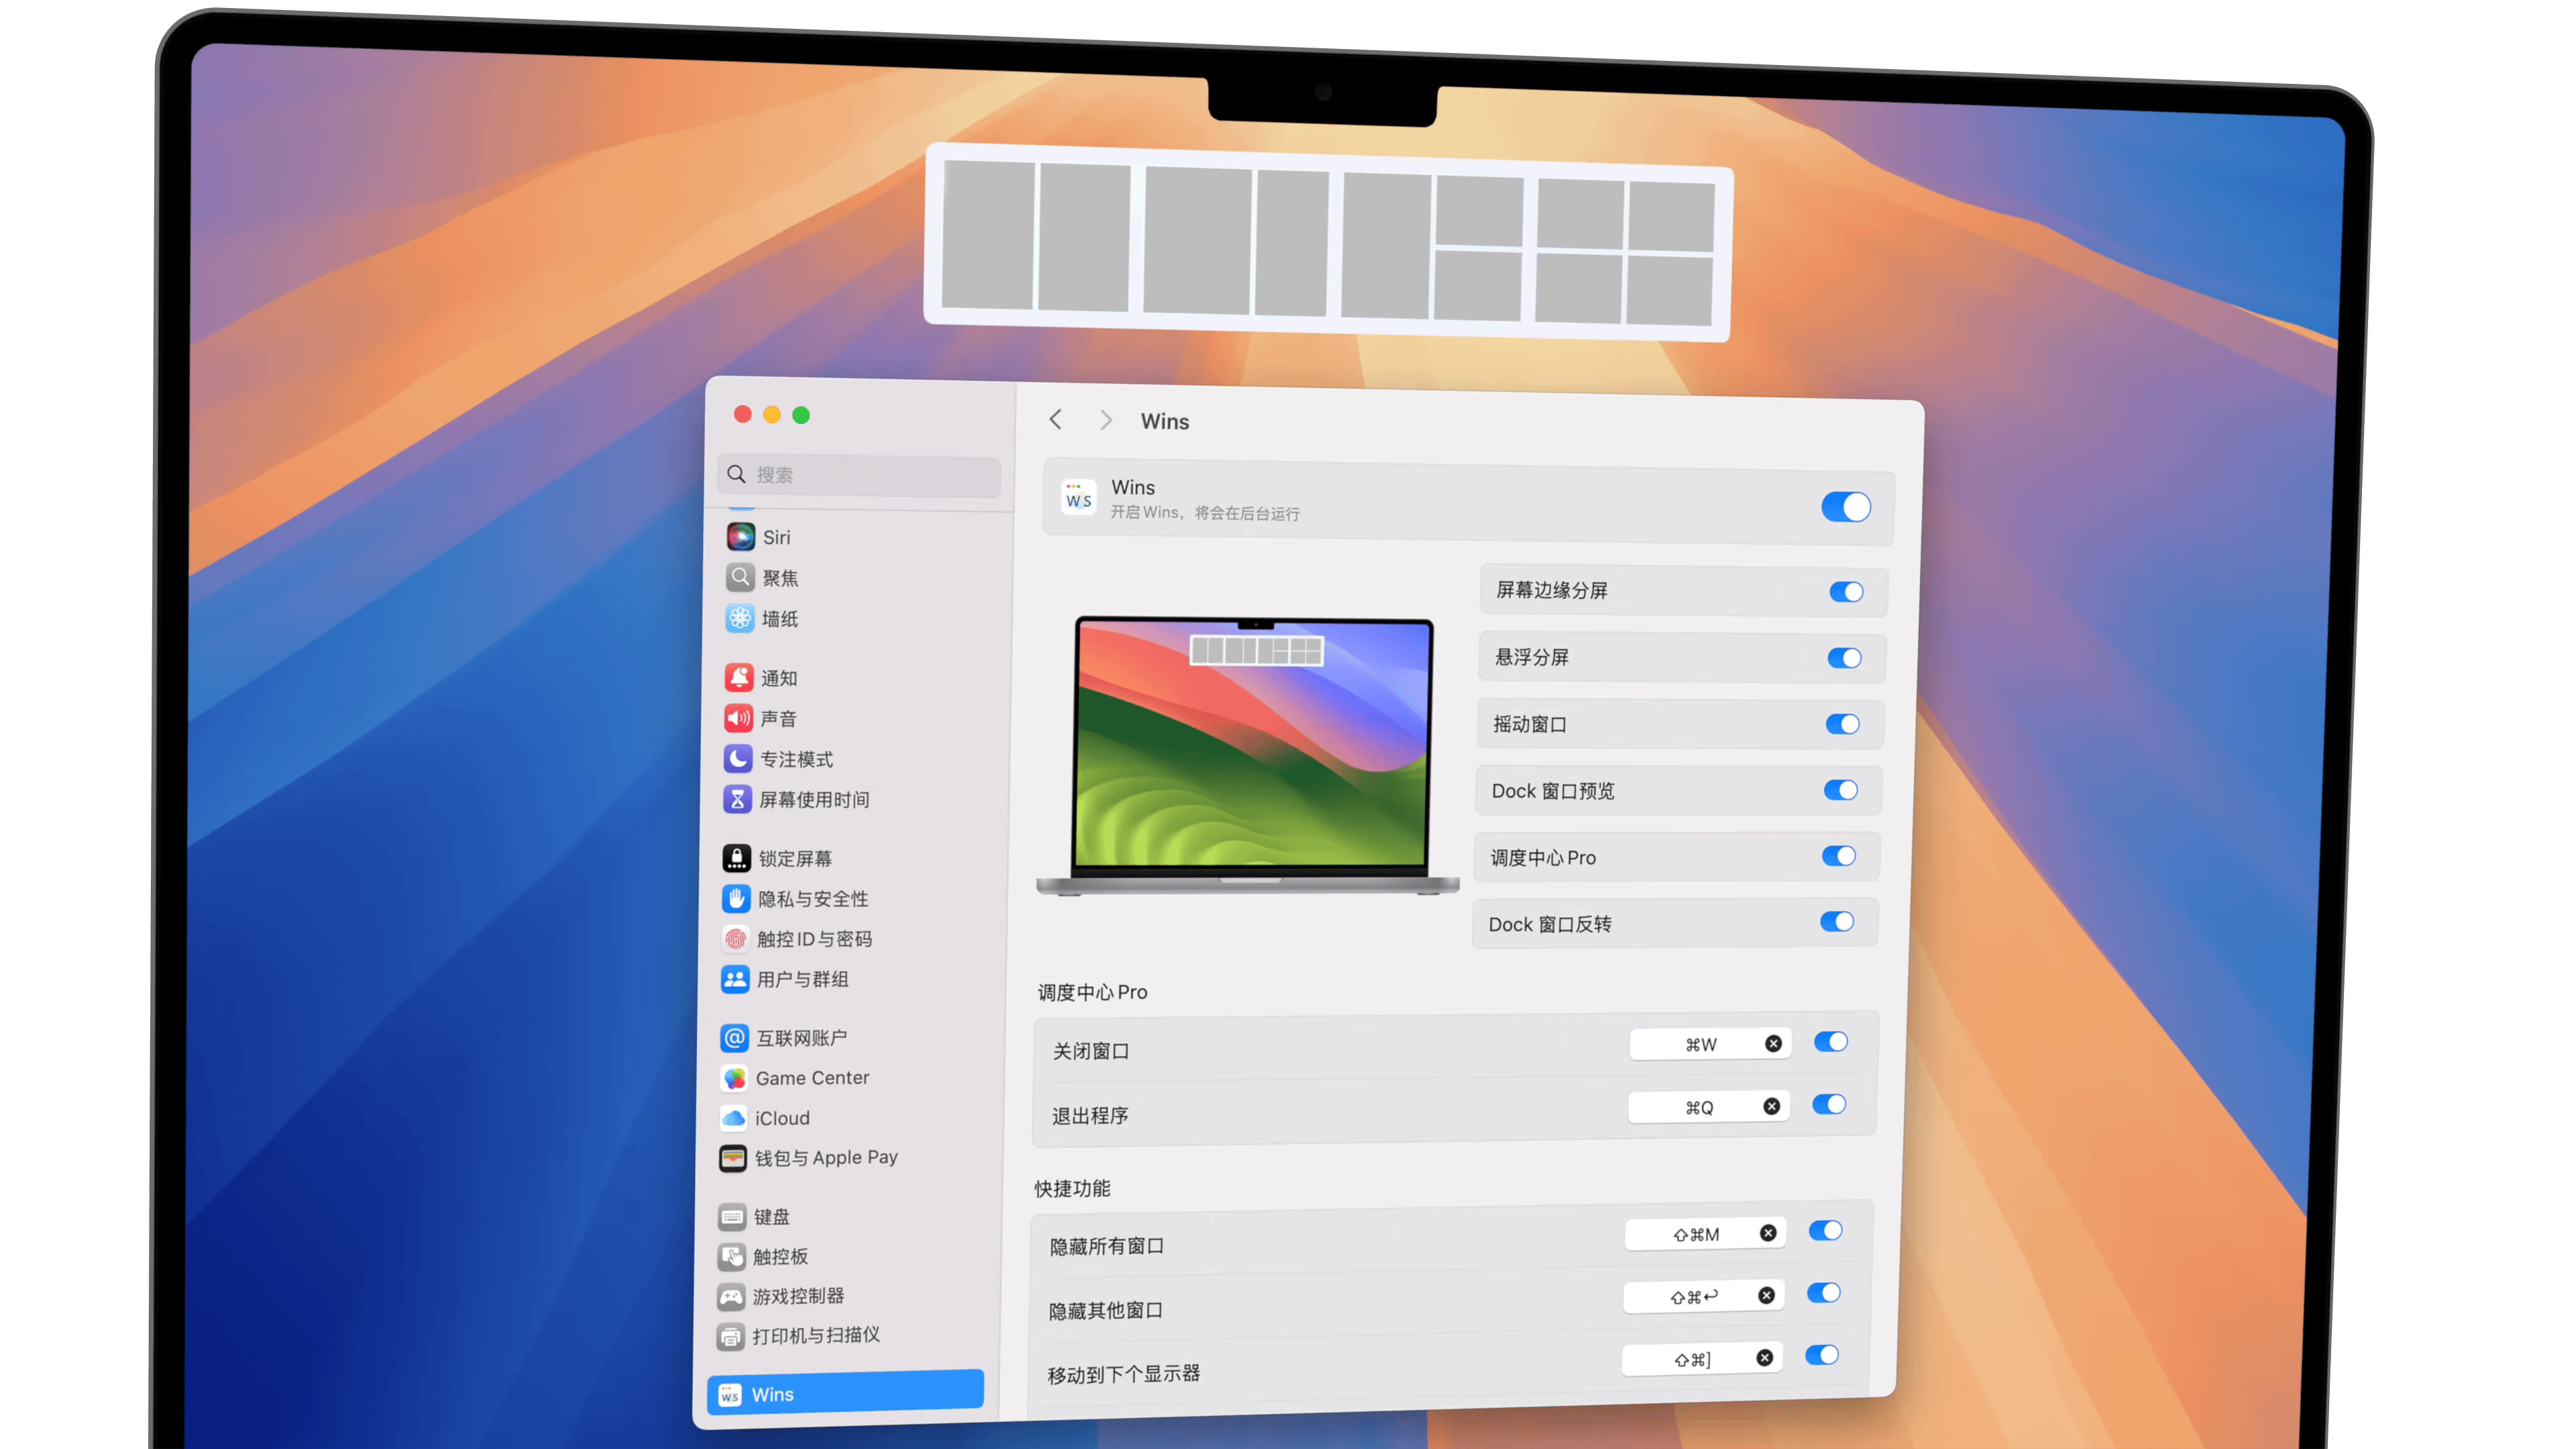 搜索
Siri
聚焦
墙纸
通知
声音
专注模式
屏幕使用时间
锁定屏幕
隐私与安全性
触控 ID 与密码
用户与群组
互联网账户
Game Center
iCloud
钱包与 Apple Pay
键盘
触控板
游戏控制器
打印机与扫描仪
WiS Wins
Wins
WiS Wins
开启 Wins，将会在后台运行
屏幕边缘分屏
悬浮分屏
摇动窗口
Dock 窗口预览
调度中心 Pro
Dock 窗口反转
调度中心 Pro
关闭窗口 ⌘W
退出程序 ⌘Q
快捷功能
隐藏所有窗口 ⇧⌘M
隐藏其他窗口 ⇧⌘↩
移动到下个显示器 ⇧⌘]